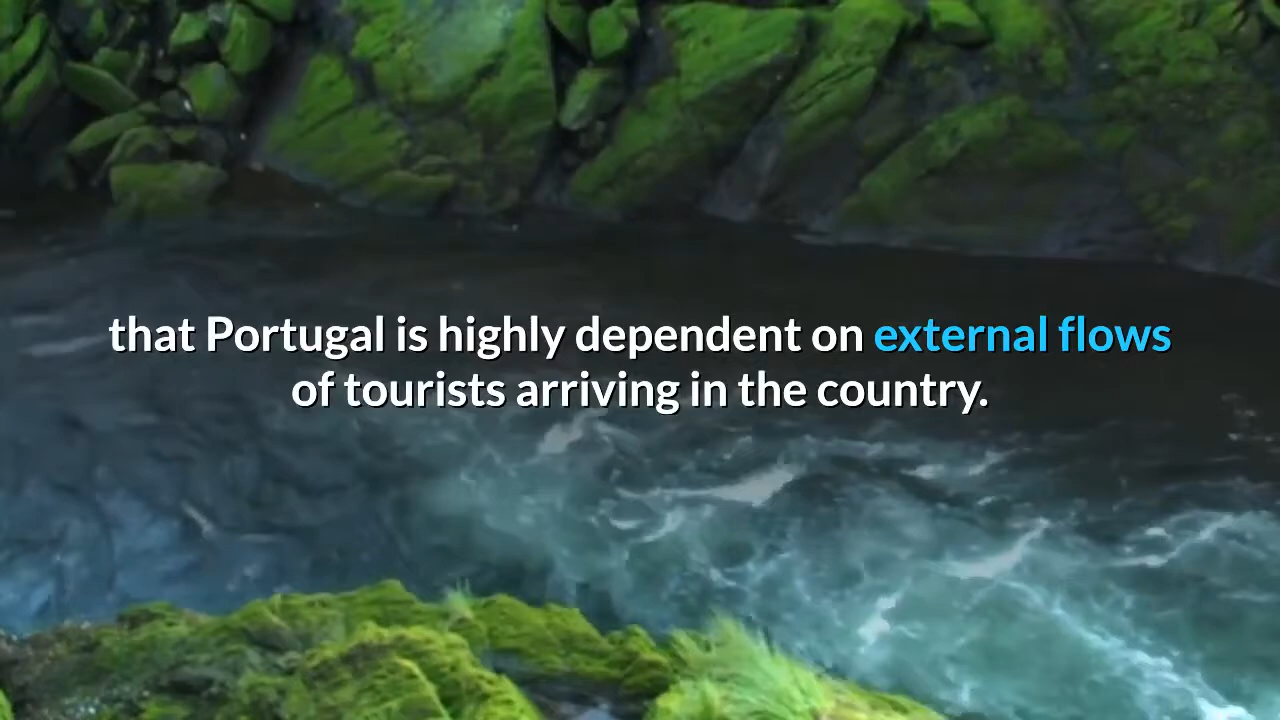 that Portugal is highly dependent on external flows
of tourists arriving in the country.